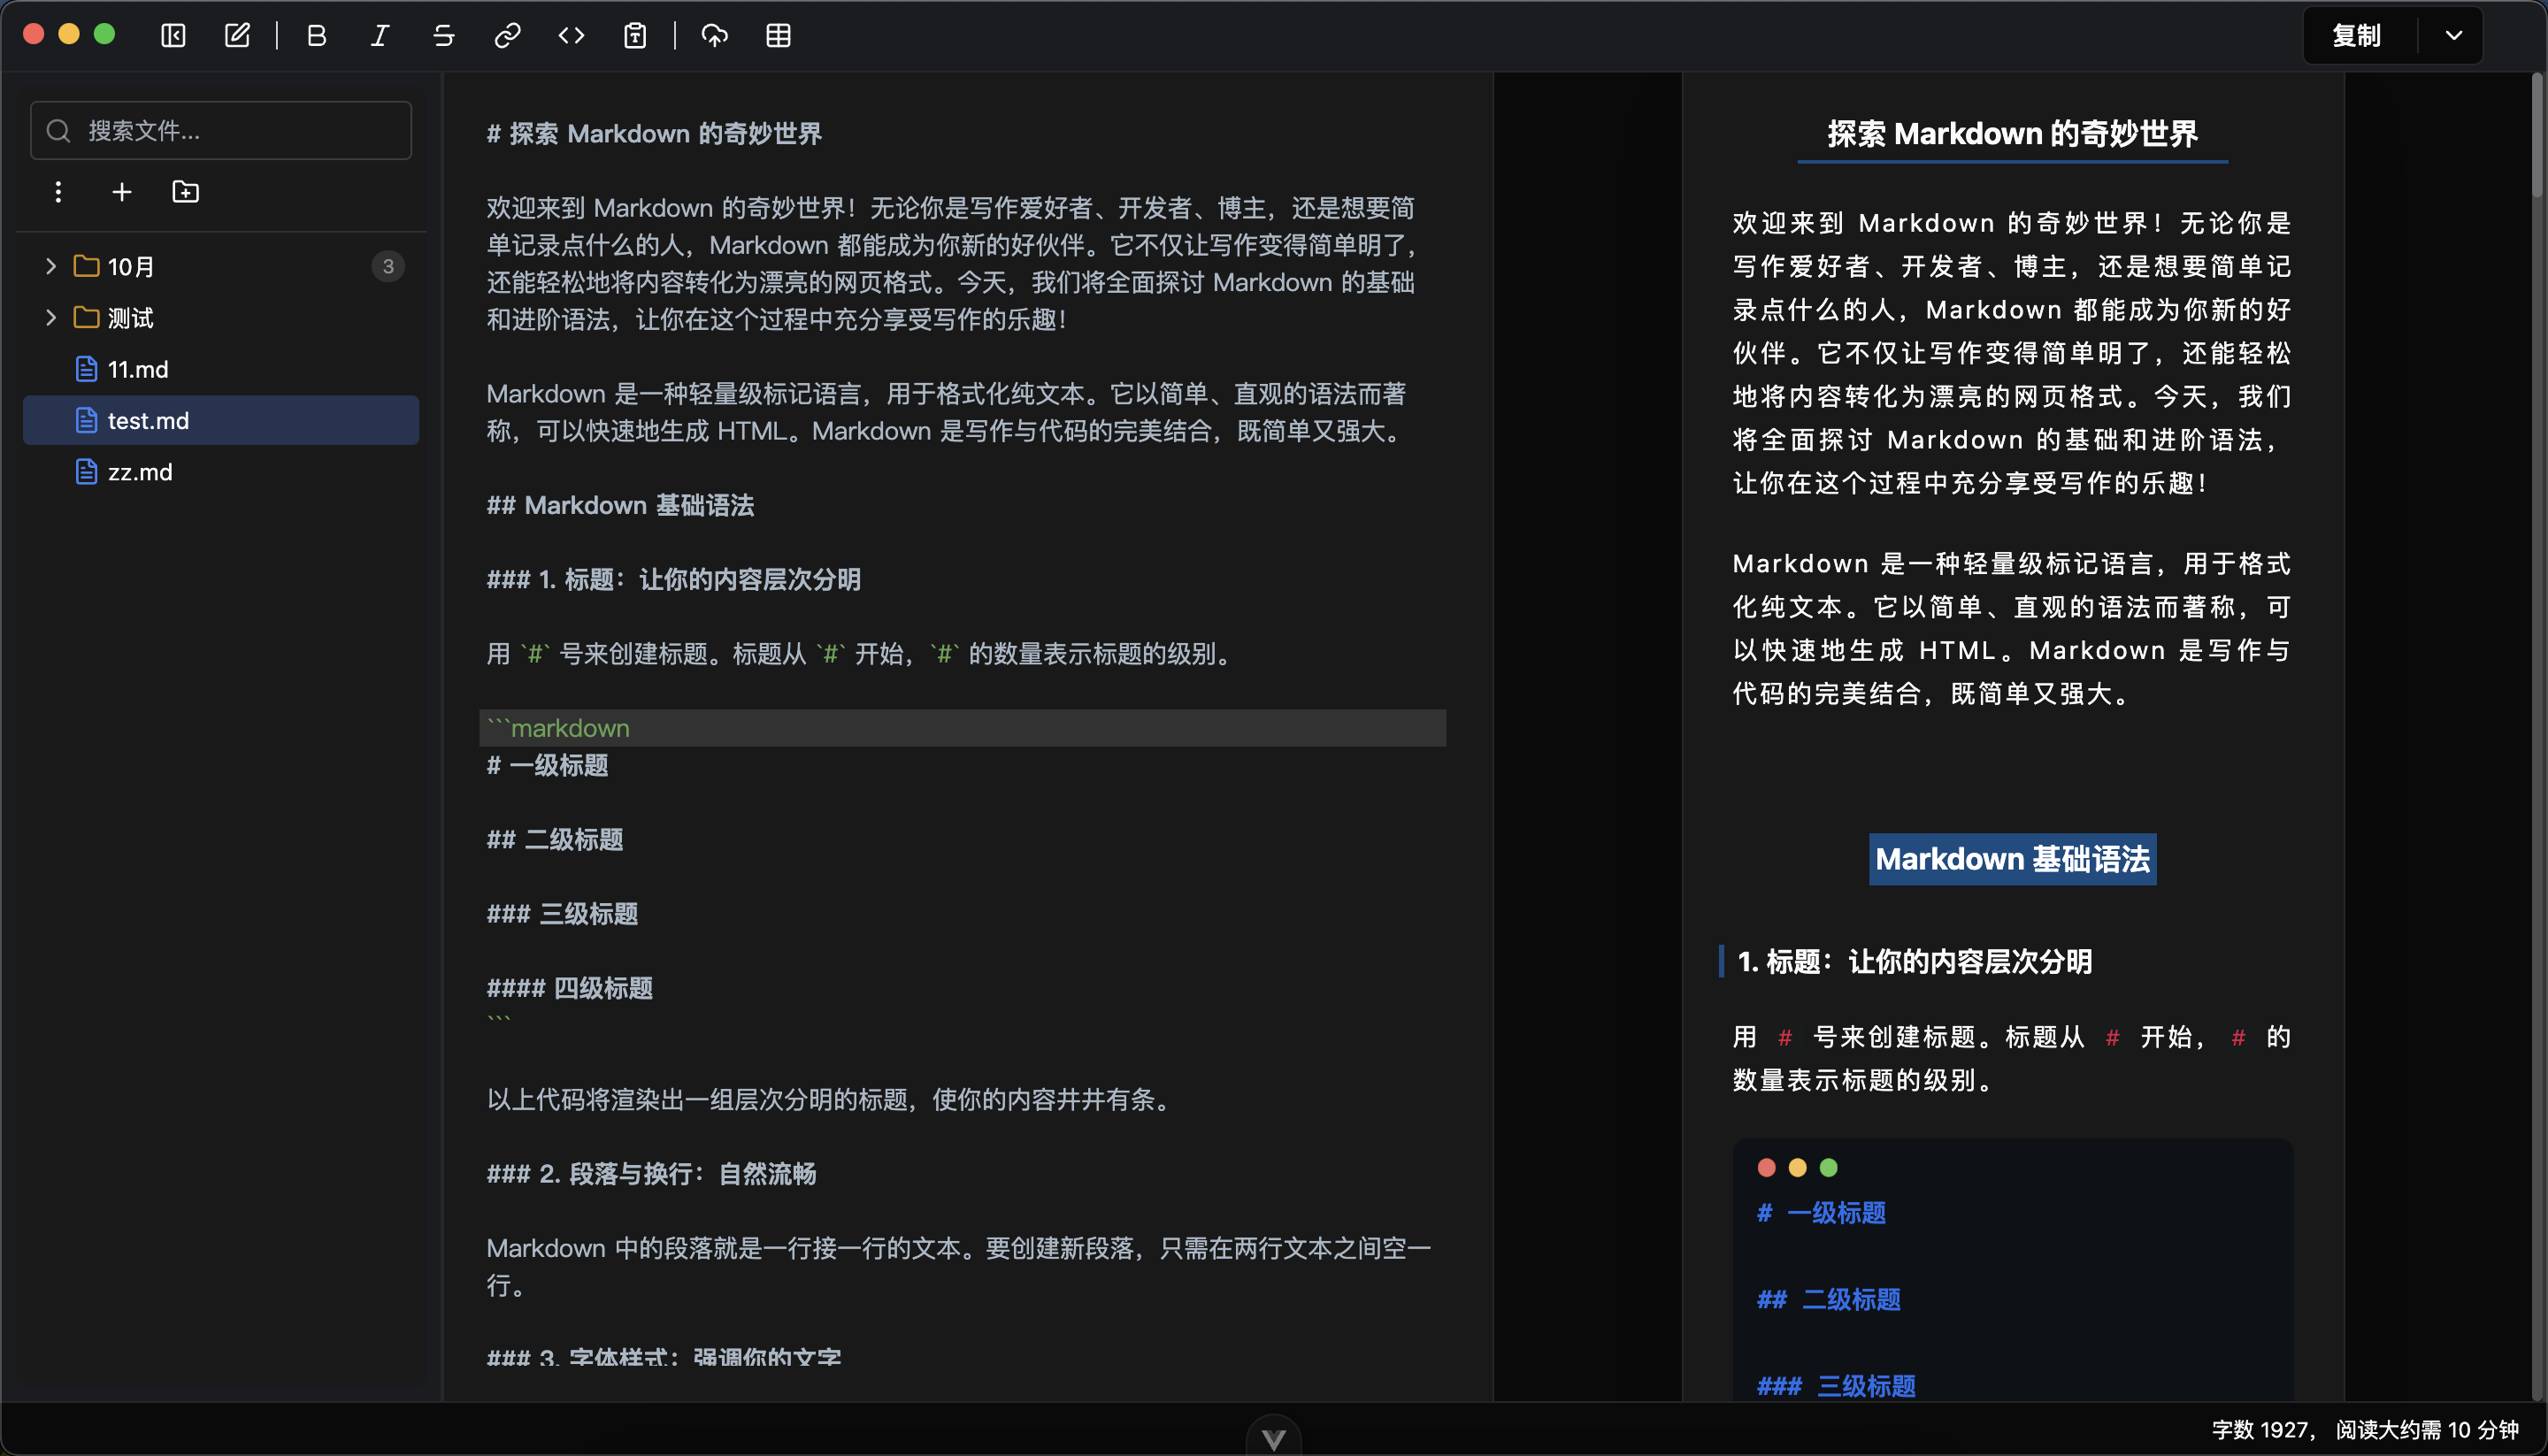 复制
搜索文件...
10月
3
测试
11.md
test.md
zz.md
# 探索 Markdown 的奇妙世界
欢迎来到 Markdown 的奇妙世界！无论你是写作爱好者、开发者、博主，还是想要简
单记录点什么的人，Markdown 都能成为你新的好伙伴。它不仅让写作变得简单明了，
还能轻松地将内容转化为漂亮的网页格式。今天，我们将全面探讨 Markdown 的基础
和进阶语法，让你在这个过程中充分享受写作的乐趣！
Markdown 是一种轻量级标记语言，用于格式化纯文本。它以简单、直观的语法而著
称，可以快速地生成 HTML。Markdown 是写作与代码的完美结合，既简单又强大。
## Markdown 基础语法
### 1. 标题：让你的内容层次分明
用 `#` 号来创建标题。标题从 `#` 开始，`#` 的数量表示标题的级别。
```markdown
# 一级标题
## 二级标题
### 三级标题
#### 四级标题
```
以上代码将渲染出一组层次分明的标题，使你的内容井井有条。
### 2. 段落与换行：自然流畅
Markdown 中的段落就是一行接一行的文本。要创建新段落，只需在两行文本之间空一
行。
### 3. 字体样式：强调你的文字
探索 Markdown 的奇妙世界
欢迎来到 Markdown 的奇妙世界！无论你是
写作爱好者、开发者、博主，还是想要简单记
录点什么的人，Markdown 都能成为你新的好
伙伴。它不仅让写作变得简单明了，还能轻松
地将内容转化为漂亮的网页格式。今天，我们
将全面探讨 Markdown 的基础和进阶语法，
让你在这个过程中充分享受写作的乐趣！
Markdown 是一种轻量级标记语言，用于格式
化纯文本。它以简单、直观的语法而著称，可
以快速地生成 HTML。Markdown 是写作与
代码的完美结合，既简单又强大。
Markdown 基础语法
1. 标题：让你的内容层次分明
用 # 号来创建标题。标题从 # 开始， # 的
数量表示标题的级别。
# 一级标题
## 二级标题
### 三级标题
字数 1927， 阅读大约需 10 分钟